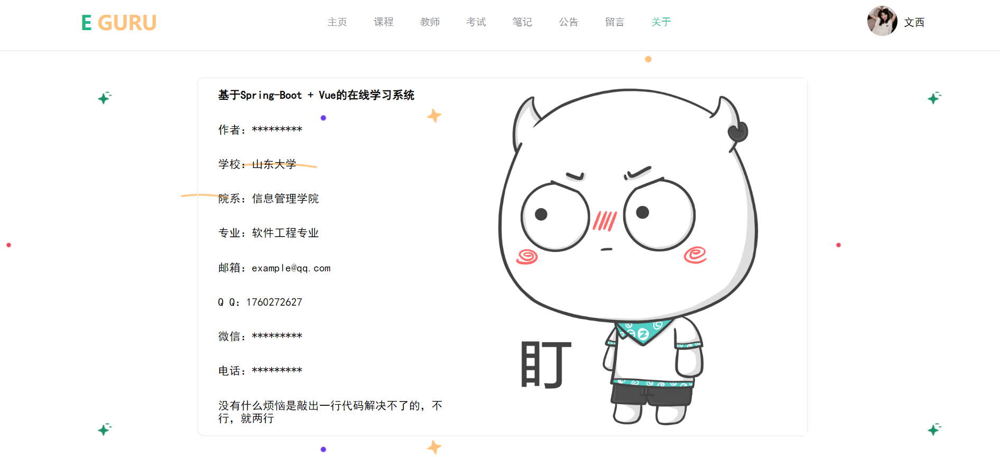 E GURU
主页 课程 教师 考试 笔记 公告 留言 关于
文西
基于Spring-Boot + Vue的在线学习系统
作者：*********
学校：山东大学
院系：信息管理学院
专业：软件工程专业
邮箱：example@qq.com
Q Q：1760272627
微信：*********
电话：*********
没有什么烦恼是敲出一行代码解决不了的，不
行，就两行
盯